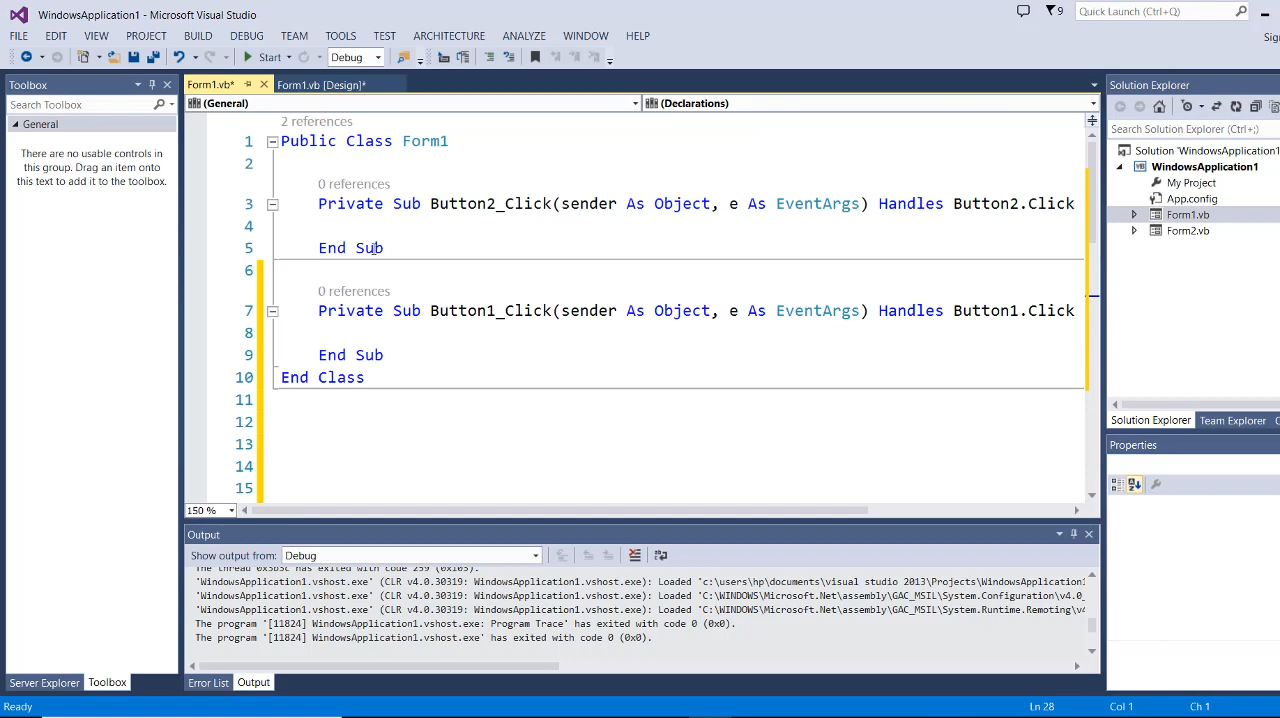 WindowsApplication1 - Microsoft Visual Studio
9
Quick Launch (Ctrl+Q)
FILE EDIT VIEW PROJECT BUILD DEBUG TEAM TOOLS TEST ARCHITECTURE ANALYZE WINDOW HELP
Start Debug
Toolbox
Form1.vb* Form1.vb [Design]*
Solution Explorer
Search Toolbox
(General) (Declarations)
General
There are no usable controls in
this group. Drag an item onto
this text to add it to the toolbox.
2 references
1 Public Class Form1
2
0 references
3 Private Sub Button2_Click(sender As Object, e As EventArgs) Handles Button2.Click
4
5 End Sub
6
0 references
7 Private Sub Button1_Click(sender As Object, e As EventArgs) Handles Button1.Click
8
9 End Sub
10 End Class
11
12
13
14
15
150 %
Search Solution Explorer (Ctrl+;)
Solution 'WindowsApplication1
WindowsApplication1
My Project
App.config
Form1.vb
Form2.vb
Solution Explorer Team Explorer
Properties
Output
Show output from: Debug
'WindowsApplication1.vshost.exe' (CLR v4.0.30319: WindowsApplication1.vshost.exe): Loaded 'c:\users\hp\documents\visual studio 2013\Projects\WindowsApplication1
'WindowsApplication1.vshost.exe' (CLR v4.0.30319: WindowsApplication1.vshost.exe): Loaded 'C:\WINDOWS\Microsoft.Net\assembly\GAC_MSIL\System.Configuration\v4.0_
'WindowsApplication1.vshost.exe' (CLR v4.0.30319: WindowsApplication1.vshost.exe): Loaded 'C:\WINDOWS\Microsoft.Net\assembly\GAC_MSIL\System.Runtime.Remoting\v4
The program '[11824] WindowsApplication1.vshost.exe: Program Trace' has exited with code 0 (0x0).
The program '[11824] WindowsApplication1.vshost.exe' has exited with code 0 (0x0).
Server Explorer Toolbox
Error List Output
Ready Ln 28 Col 1 Ch 1